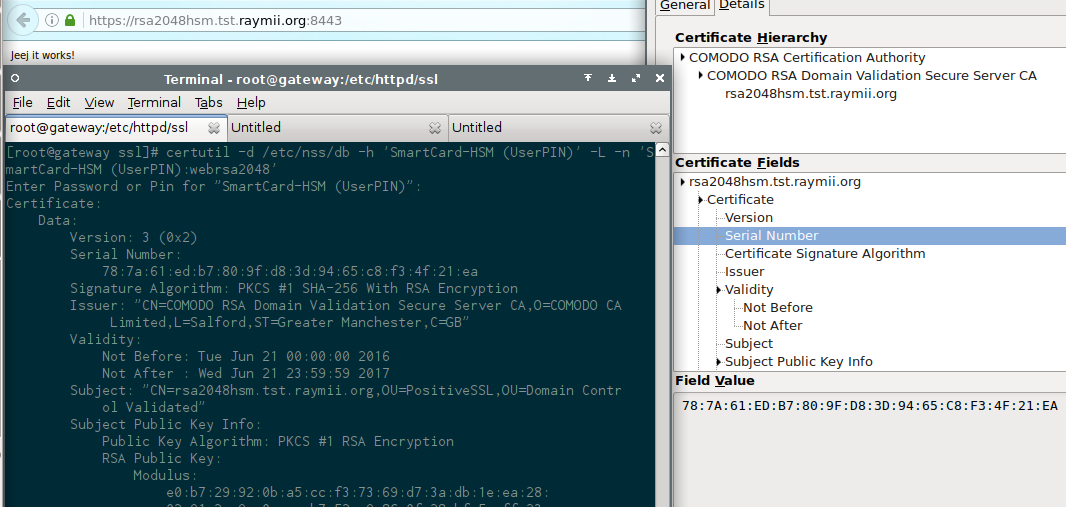 https://rsa2048hsm.tst.raymii.org:8443
Jeej it works!
Terminal - root@gateway:/etc/httpd/ssl
File Edit View Terminal Tabs Help
root@gateway:/etc/httpd/ssl Untitled Untitled
[root@gateway ssl]# certutil -d /etc/nss/db -h 'SmartCard-HSM (UserPIN)' -L -n 'S
martCard-HSM (UserPIN):webrsa2048'
Enter Password or Pin for "SmartCard-HSM (UserPIN)":
Certificate:
Data:
Version: 3 (0x2)
Serial Number:
78:7a:61:ed:b7:80:9f:d8:3d:94:65:c8:f3:4f:21:ea
Signature Algorithm: PKCS #1 SHA-256 With RSA Encryption
Issuer: "CN=COMODO RSA Domain Validation Secure Server CA,O=COMODO CA
Limited,L=Salford,ST=Greater Manchester,C=GB"
Validity:
Not Before: Tue Jun 21 00:00:00 2016
Not After : Wed Jun 21 23:59:59 2017
Subject: "CN=rsa2048hsm.tst.raymii.org,OU=PositiveSSL,OU=Domain Contr
ol Validated"
Subject Public Key Info:
Public Key Algorithm: PKCS #1 RSA Encryption
RSA Public Key:
Modulus:
e0:b7:29:92:0b:a5:cc:f3:73:69:d7:3a:db:1e:ea:28:
General Details
Certificate Hierarchy
COMODO RSA Certification Authority
COMODO RSA Domain Validation Secure Server CA
rsa2048hsm.tst.raymii.org
Certificate Fields
rsa2048hsm.tst.raymii.org
Certificate
Version
Serial Number
Certificate Signature Algorithm
Issuer
Validity
Not Before
Not After
Subject
Subject Public Key Info
Field Value
78:7A:61:ED:B7:80:9F:D8:3D:94:65:C8:F3:4F:21:EA